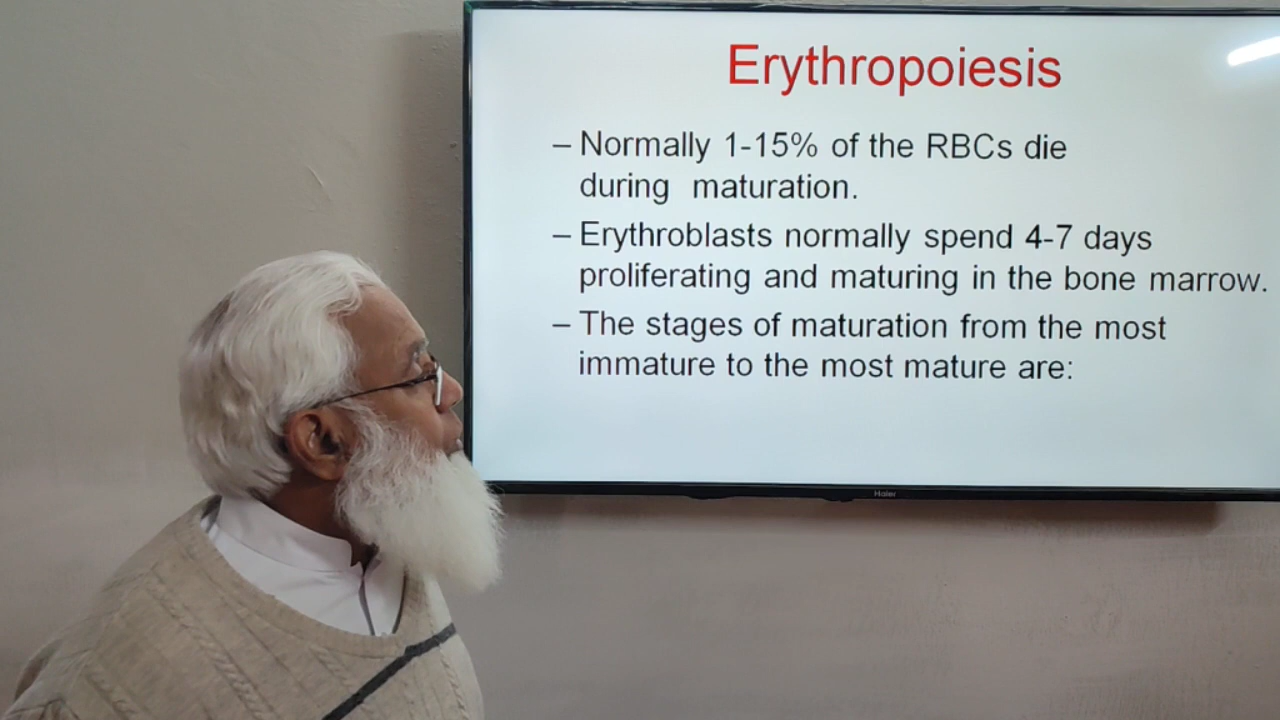 Erythropoiesis
– Normally 1-15% of the RBCs die
during maturation.
– Erythroblasts normally spend 4-7 days
proliferating and maturing in the bone marrow.
– The stages of maturation from the most
immature to the most mature are:
Haier